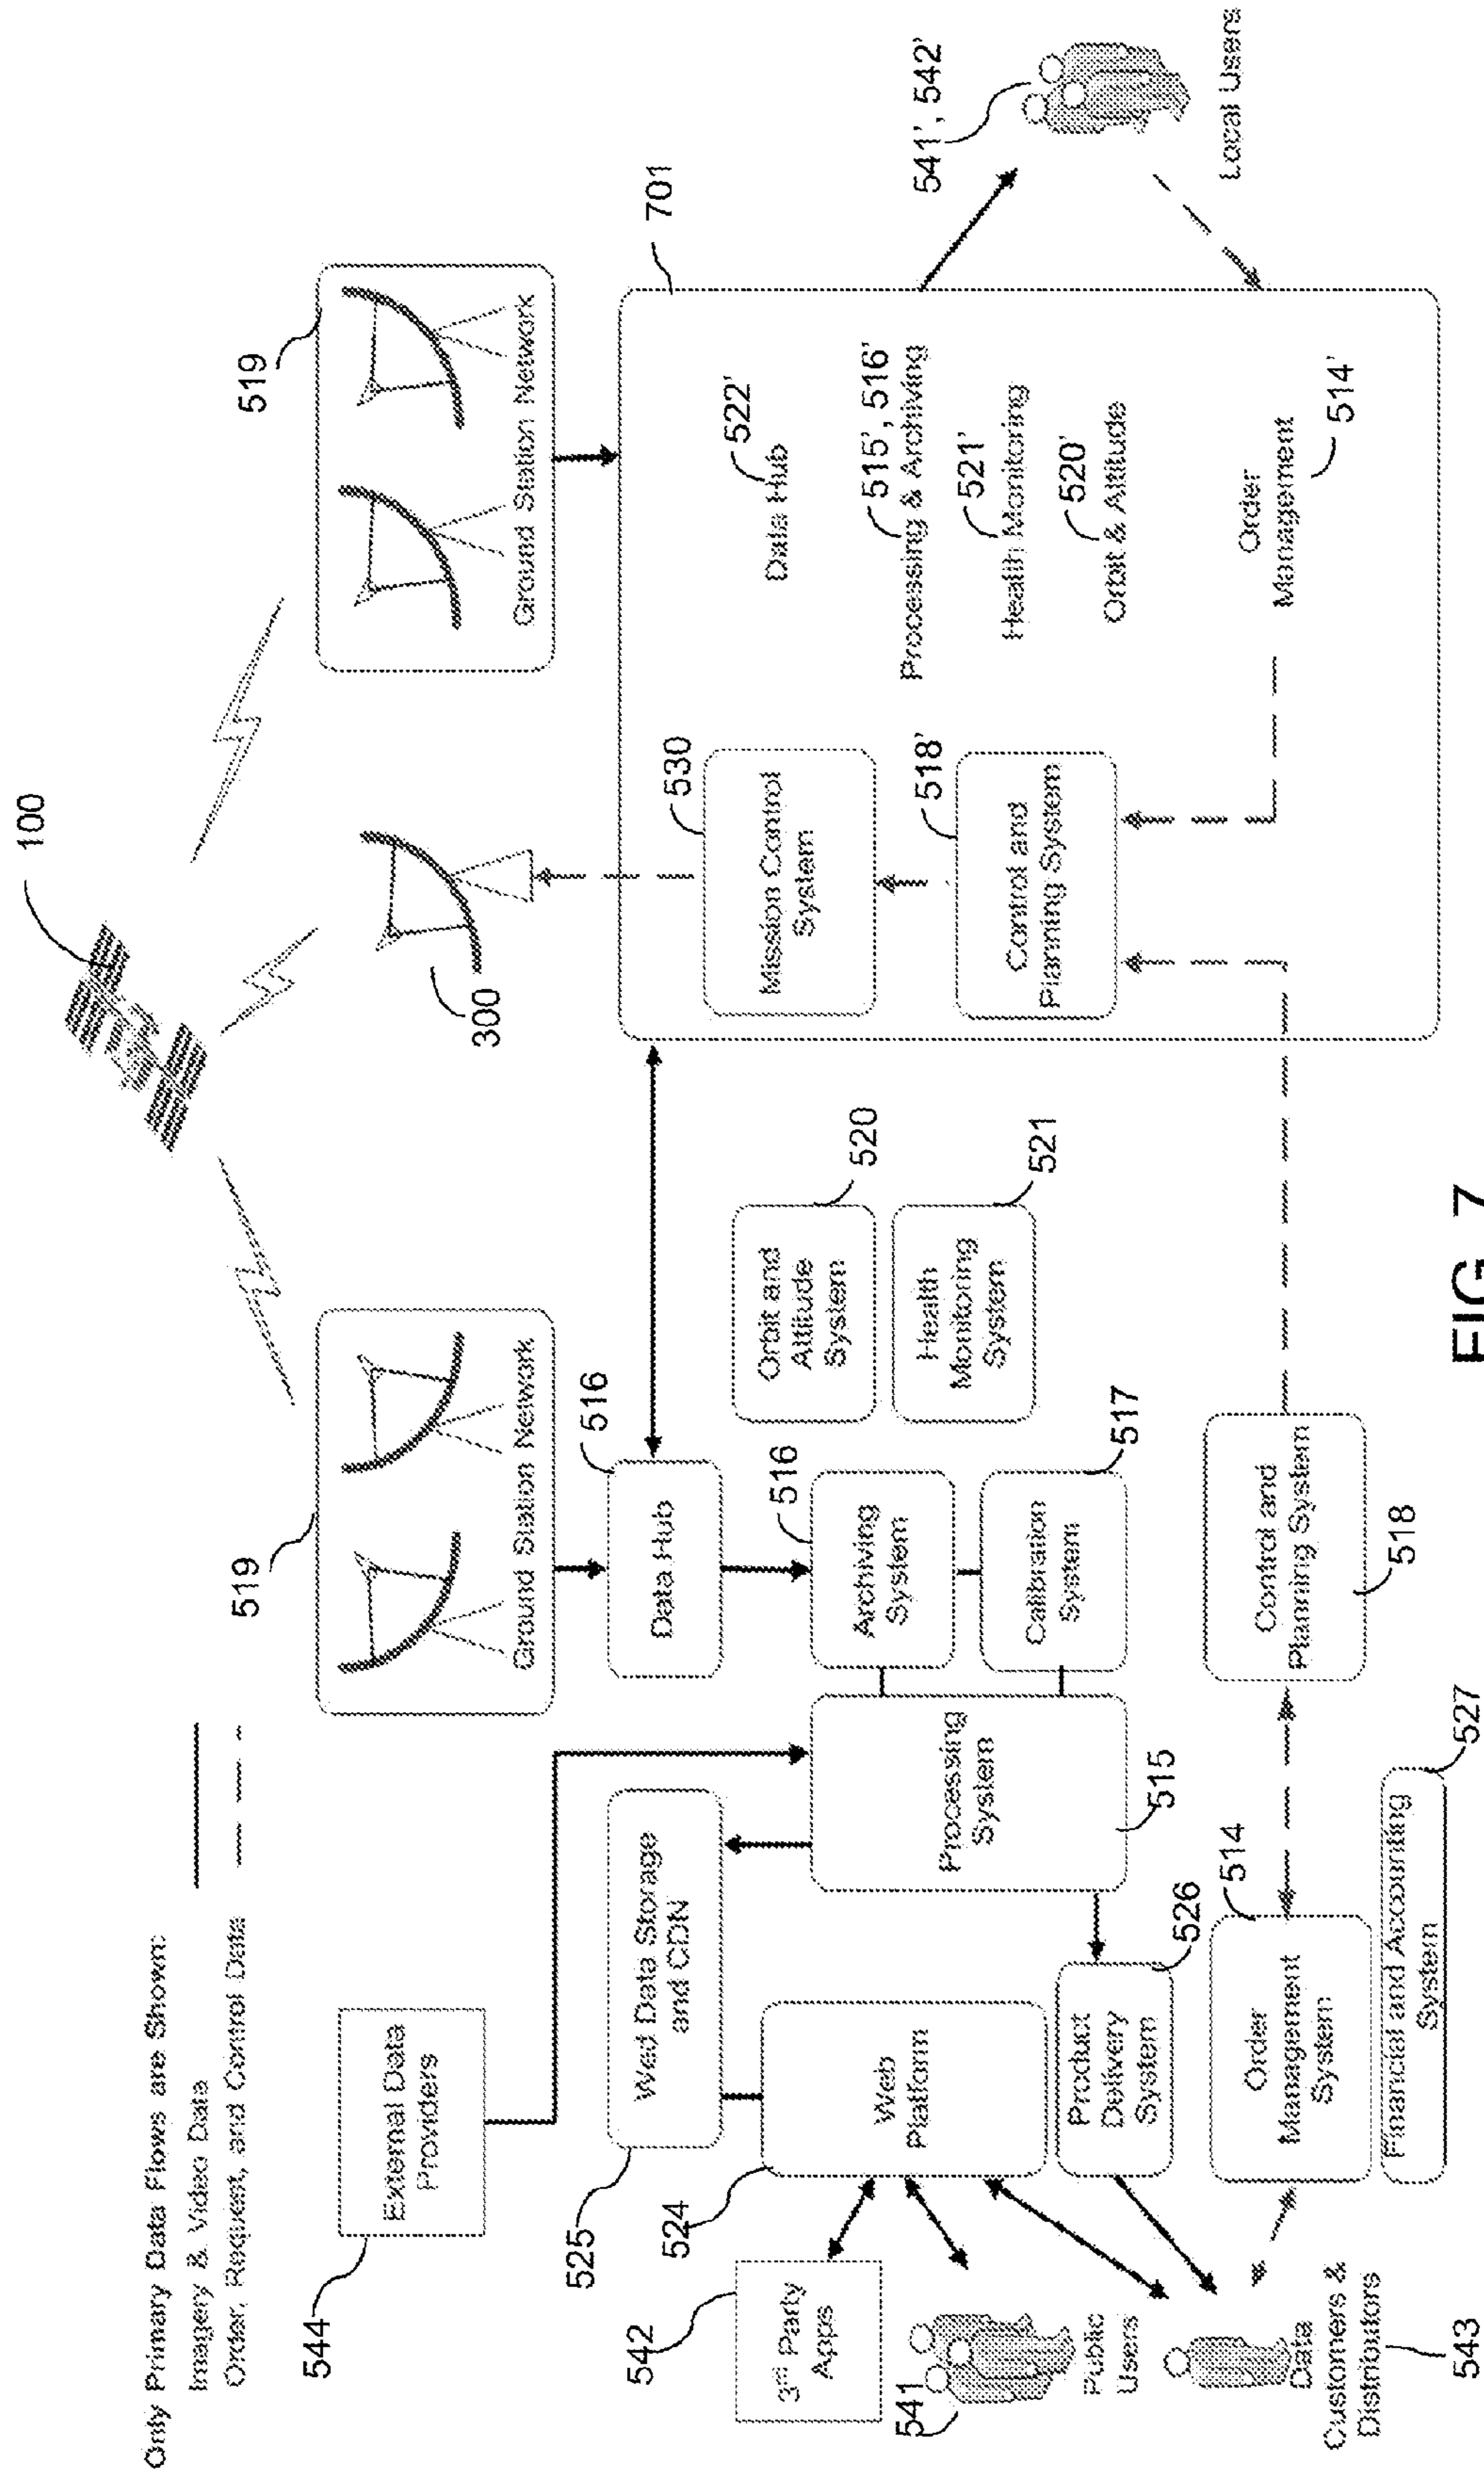 Only Primary Data Flows are Shown:
Imagery & Video Data
Order, Request, and Control Data
100
544
External Data
Providers
519
Ground Station Network
300
519
Ground Station Network
525
Wed Data Storage
and CDN
516
Data Hub
701
524
Web
Platform
542
3rd Party
Apps
541
Public
Users
Processing
System
515
516
Archiving
System
Calibration
System
517
Orbit and
Attitude
System
520
Health
Monitoring
System
521
530
Mission Control
System
518'
Control and
Planning System
522'
Data Hub
515', 516'
Processing & Archiving
521'
Health Monitoring
520'
Orbit & Altitude
Order
Management
514'
541', 542'
Local Users
Product
Delivery
System
526
Data
Customers &
Distributors
543
514
Order
Management
System
Control and
Planning System
518
Financial and Accounting
System
527
FIG. 7